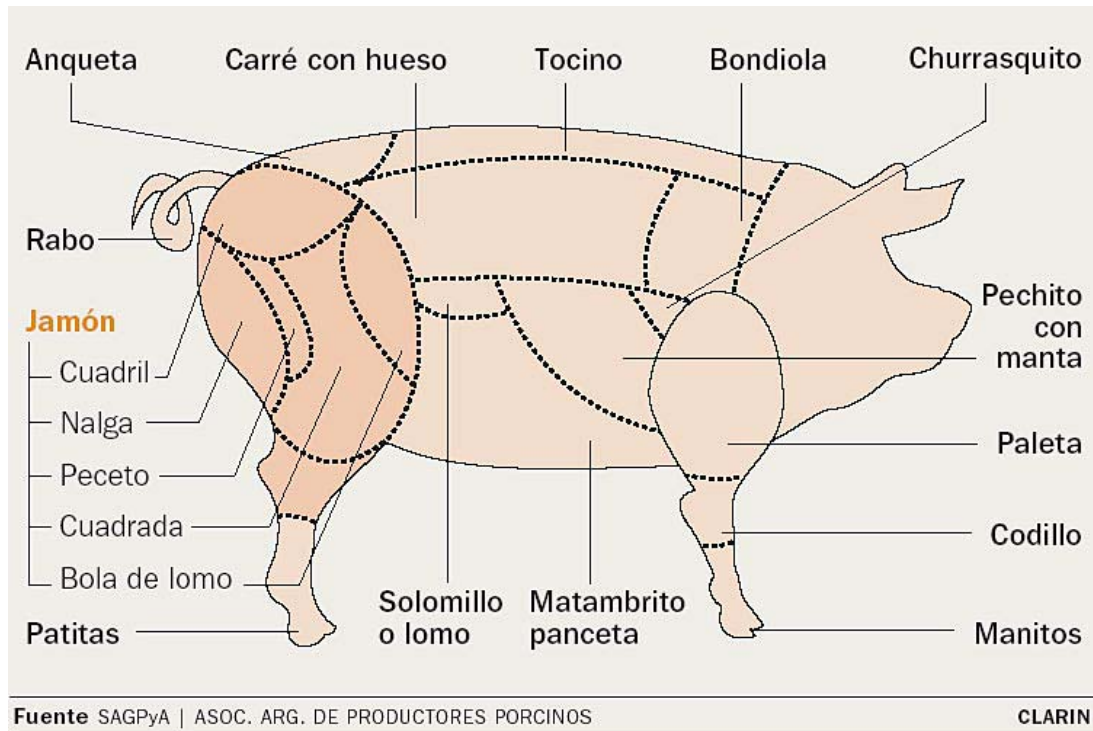 Anqueta
Carré con hueso
Tocino
Bondiola
Churrasquito
Rabo
Jamón
Cuadril
Nalga
Peceto
Cuadrada
Bola de lomo
Patitas
Solomillo
o lomo
Matambrito
panceta
Pechito
con
manta
Paleta
Codillo
Manitos
Fuente SAGPyA | ASOC. ARG. DE PRODUCTORES PORCINOS
CLARIN